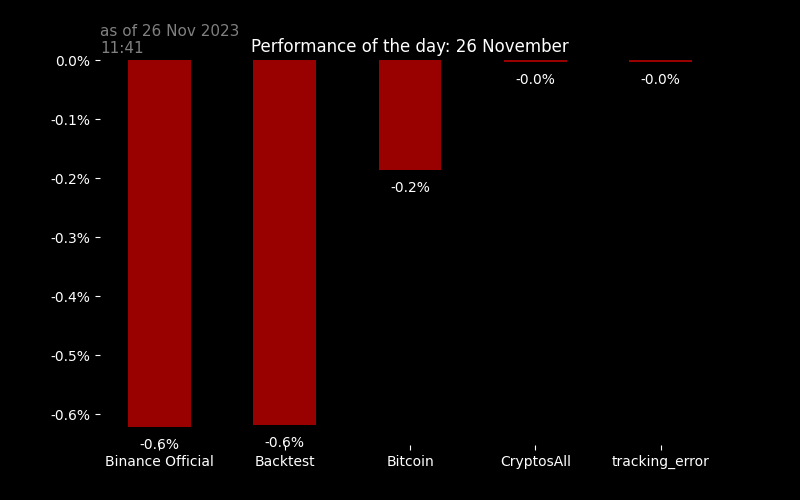 as of 26 Nov 2023
11:41
Performance of the day: 26 November
0.0%
-0.1%
-0.2%
-0.3%
-0.4%
-0.5%
-0.6%
-0.6%
-0.6%
-0.2%
-0.0%
-0.0%
Binance Official
Backtest
Bitcoin
CryptosAll
tracking_error